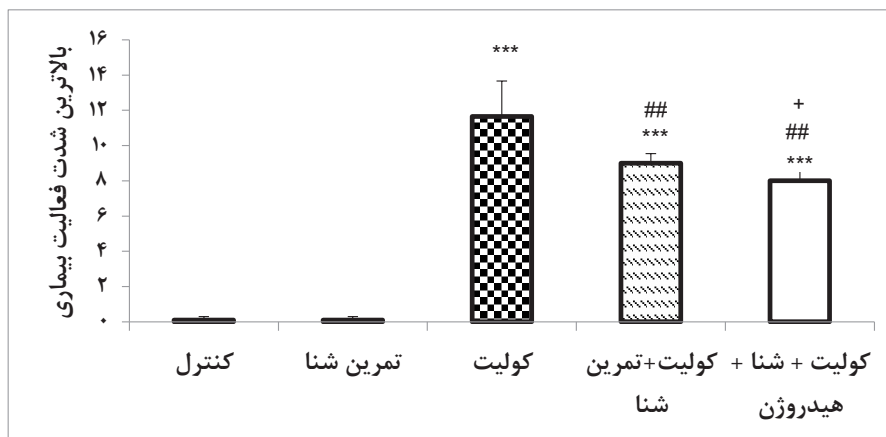 بالاترین شدت فعالیت بیماری
۱۶
۱۴
۱۲
۱۰
۸
۶
۴
۲
۰
***
##
***
+
##
***
کنترل
تمرین شنا
کولیت
کولیت+تمرین
شنا
کولیت + شنا +
هیدروژن